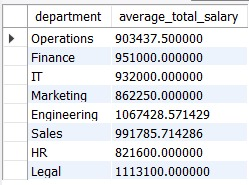 department average_total_salary
Operations 903437.500000
Finance 951000.000000
IT 932000.000000
Marketing 862250.000000
Engineering 1067428.571429
Sales 991785.714286
HR 821600.000000
Legal 1113100.000000